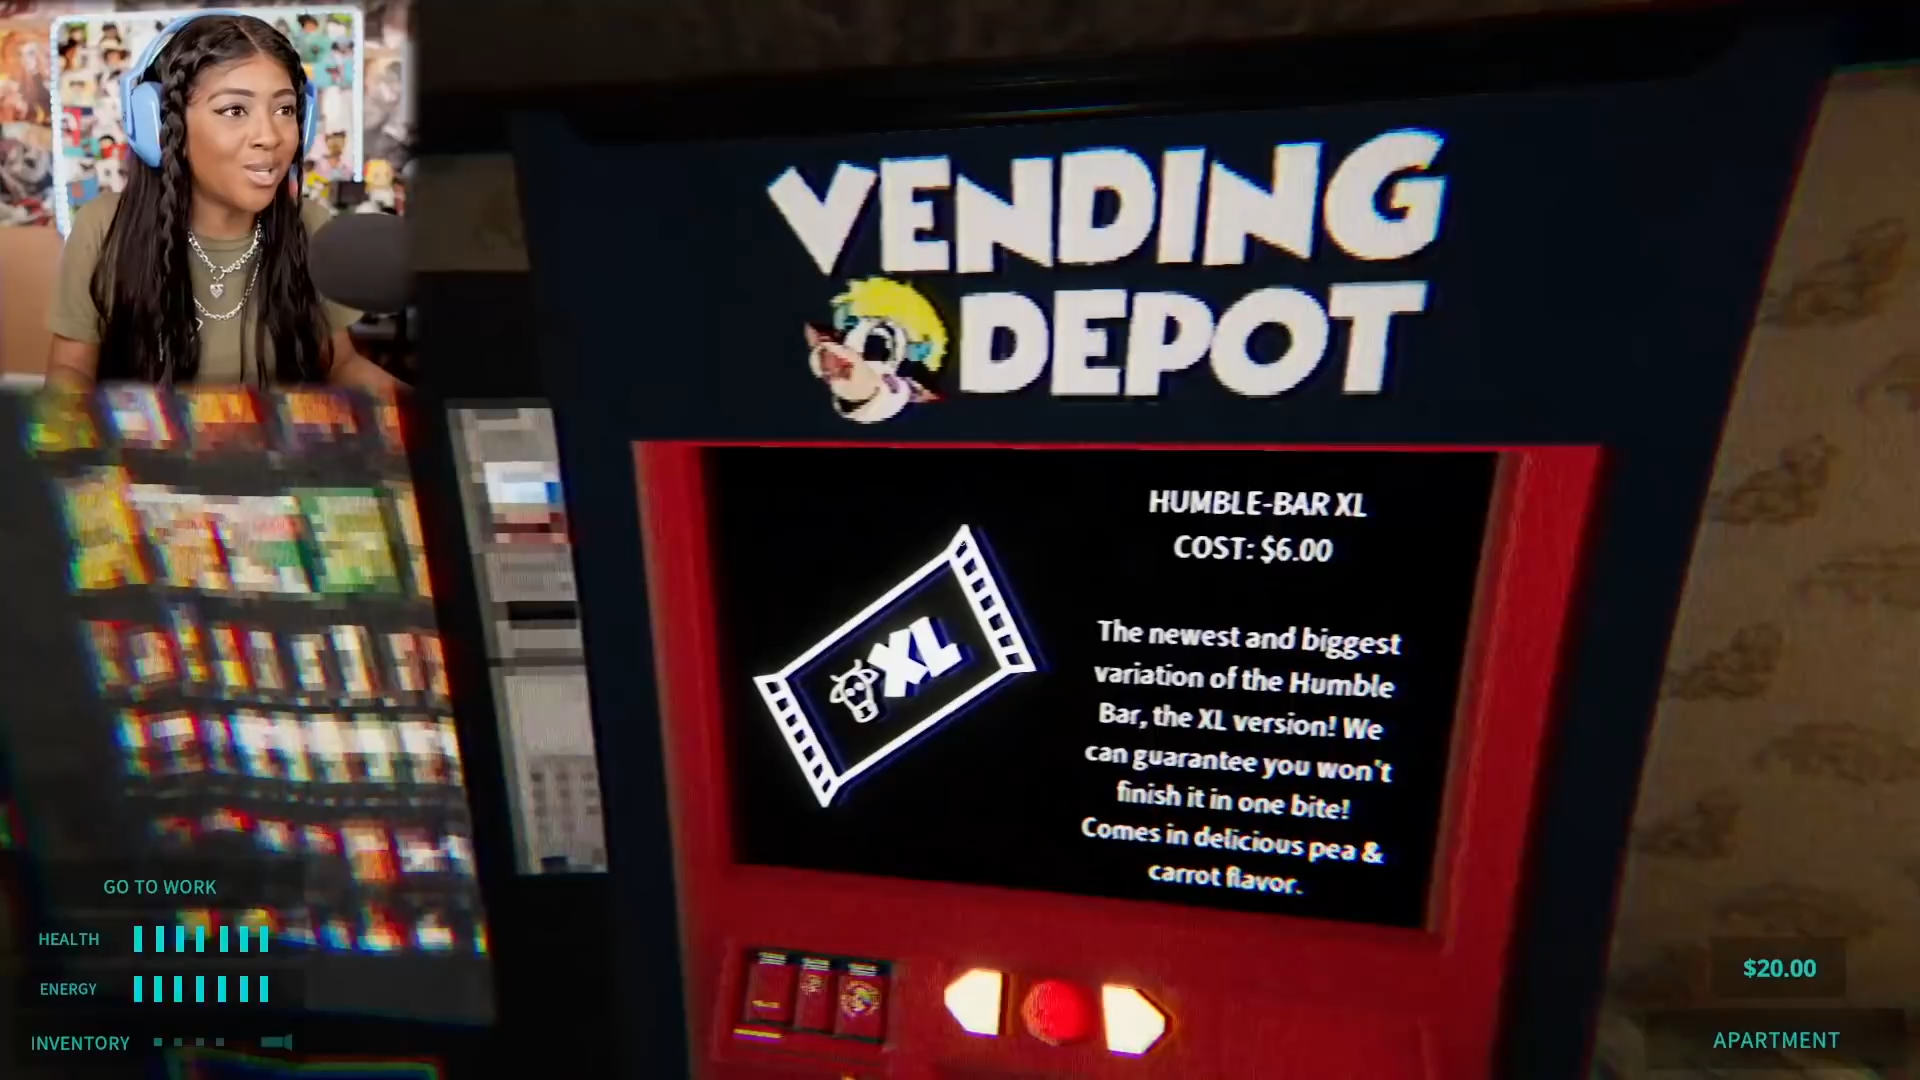 VENDING
DEPOT
HUMBLE-BAR XL
COST: $6.00
The newest and biggest
variation of the Humble
Bar, the XL version! We
can guarantee you won't
finish it in one bite!
Comes in delicious pea &
carrot flavor.
XL
GO TO WORK
HEALTH
ENERGY
INVENTORY
$20.00
APARTMENT